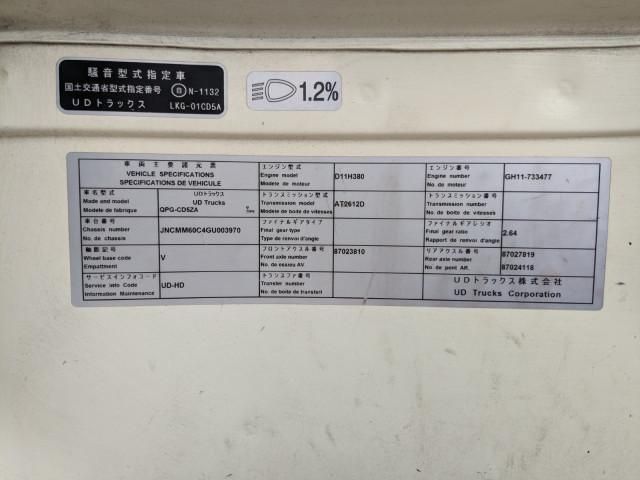 騒音型式指定車
国土交通省型式指定番号 自 N-1132
UDトラックス LKG-01CD5A
1.2%
車両主要諸元表
VEHICLE SPECIFICATIONS
SPECIFICATIONS DE VEHICULE
エンジン型式
Engine model
Modele de moteur
D11H380
エンジン番号
Engine number
No. de moteur
GH11-733477
車名型式
Made and model
Modele de fabrique
UDトラックス
UD Trucks
QPG-CD5ZA
V TYPE
トランスミッション型式
Transmission model
Modele de boite de vitesses
AT2612D
トランスミッション番号
Transmission number
No. de boite de vitesses
車台番号
Chassis number
No. de chassis
JNCMM60C4GU003970
ファイナルギアタイプ
Final gear type
Type de renvoi d'angle
ファイナルギアレシオ
Final gear ratio
Rapport de renvoi d'angle
2.64
軸距記号
Wheel base code
Empattment
V
フロントアクスル番号
Front axle number
No. de essieu AV.
87023810
リヤアクスル番号
Rear axle number
No. de pont AR.
87027819
87024118
サービスインフォコード
Service info Code
Information Maintenance
UD-HD
トランスファ番号
Transfer number
No. de boite de transfert
UDトラックス株式会社
UD Trucks Corporation